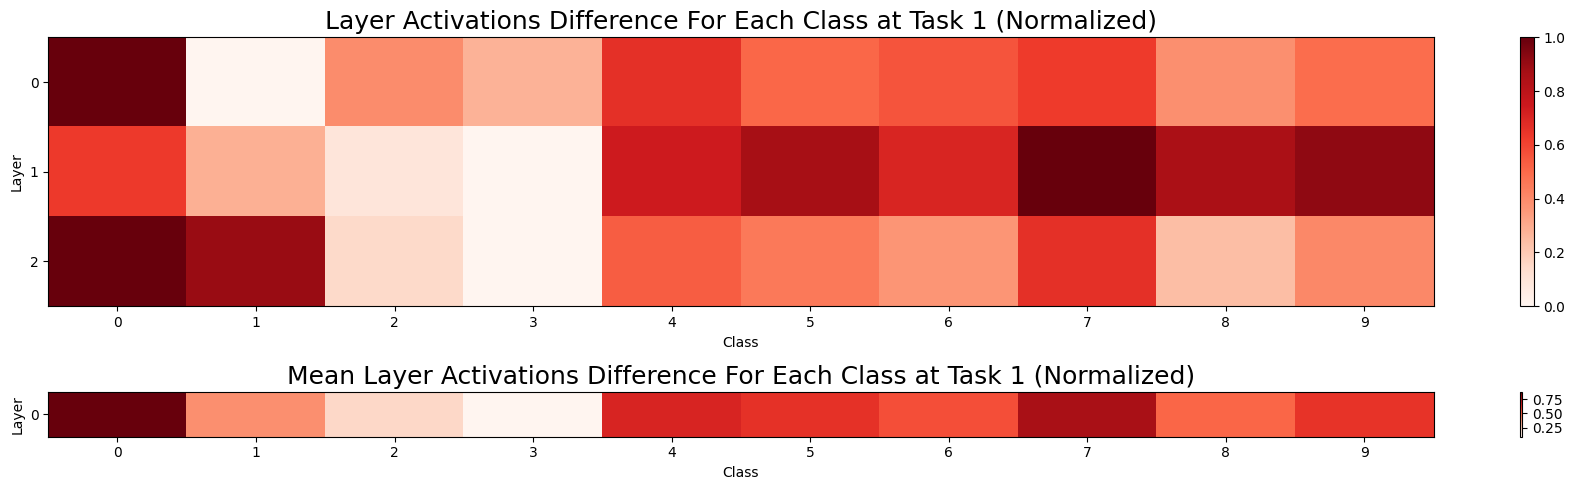 Layer Activations Difference For Each Class at Task 1 (Normalized)
Layer
0
1
2
0 1 2 3 4 5 6 7 8 9
Class
1.0
0.8
0.6
0.4
0.2
0.0
Mean Layer Activations Difference For Each Class at Task 1 (Normalized)
Layer
0
0 1 2 3 4 5 6 7 8 9
Class
0.75
0.50
0.25